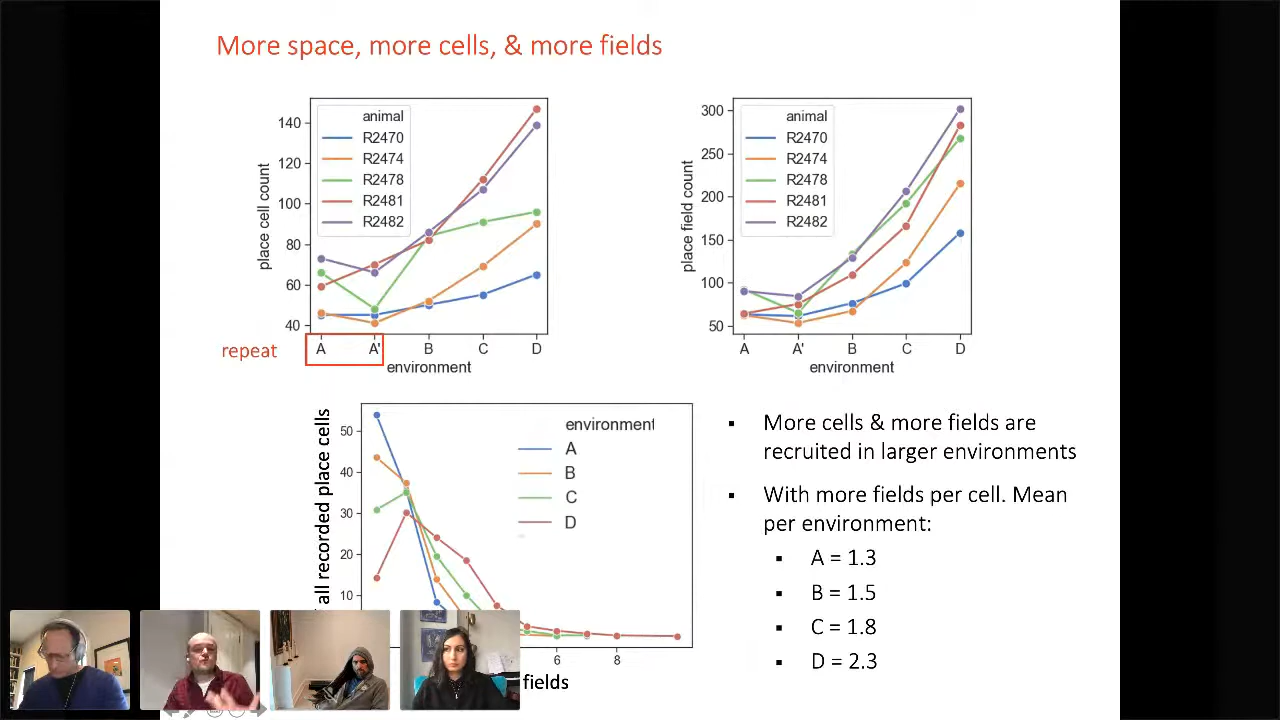 More space, more cells, & more fields
place cell count
140
120
100
80
60
40
animal
R2470
R2474
R2478
R2481
R2482
repeat
A A' B C D
environment
place field count
300
250
200
150
100
50
animal
R2470
R2474
R2478
R2481
R2482
A A' B C D
environment
all recorded place cells
50
40
30
20
10
environment
A
B
C
D
6 8
fields
▪ More cells & more fields are
recruited in larger environments
▪ With more fields per cell. Mean
per environment:
▪ A = 1.3
▪ B = 1.5
▪ C = 1.8
▪ D = 2.3